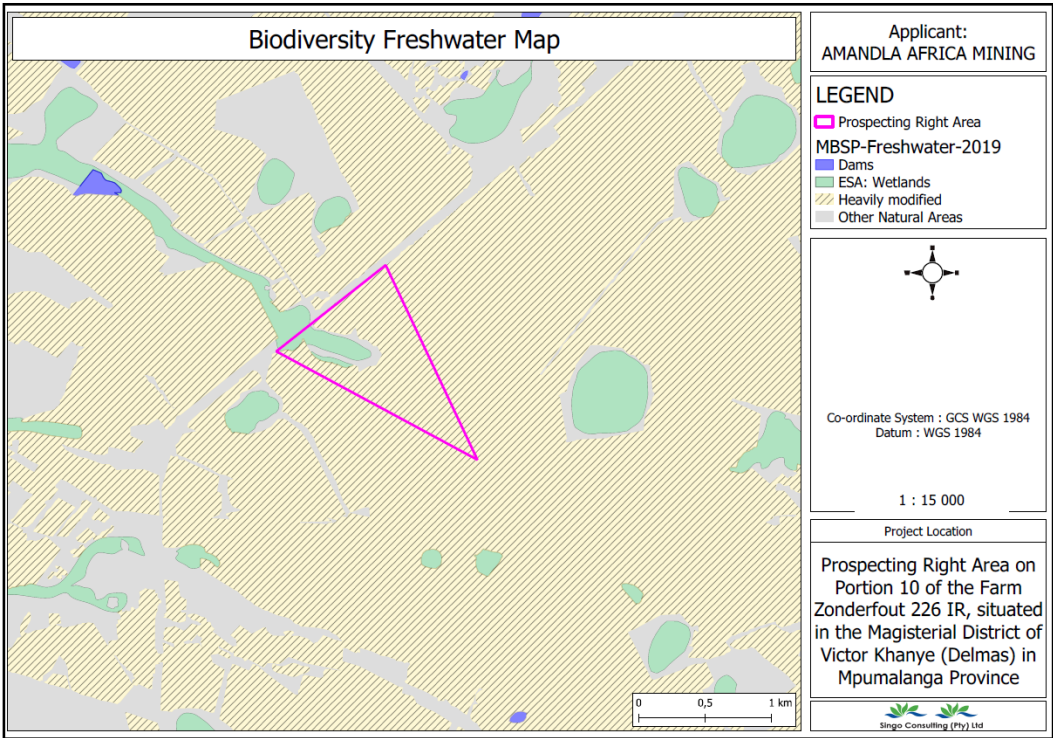 Biodiversity Freshwater Map
Applicant:
AMANDLA AFRICA MINING
LEGEND
Prospecting Right Area
MBSP-Freshwater-2019
Dams
ESA: Wetlands
Heavily modified
Other Natural Areas
Co-ordinate System : GCS WGS 1984
Datum : WGS 1984
1 : 15 000
Project Location
Prospecting Right Area on
Portion 10 of the Farm
Zonderfout 226 IR, situated
in the Magisterial District of
Victor Khanye (Delmas) in
Mpumalanga Province
0 0,5 1 km
Singo Consulting (Pty) Ltd